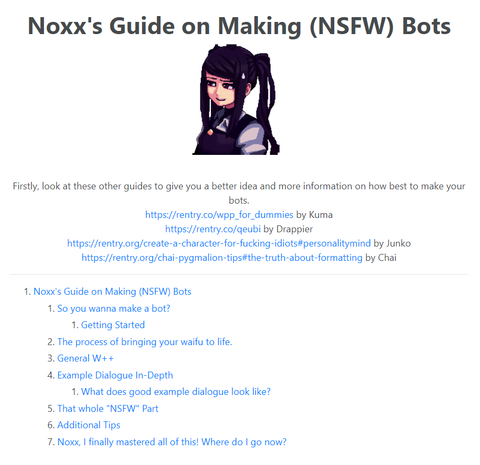 Noxx's Guide on Making (NSFW) Bots
Firstly, look at these other guides to give you a better idea and more information on how best to make your
bots.
https://rentry.co/wpp_for_dummies by Kuma
https://rentry.co/qeubi by Drappier
https://rentry.org/create-a-character-for-fucking-idiots#personalitymind by Junko
https://rentry.org/chai-pygmalion-tips#the-truth-about-formatting by Chai
1. Noxx's Guide on Making (NSFW) Bots
1. So you wanna make a bot?
1. Getting Started
2. The process of bringing your waifu to life.
3. General W++
4. Example Dialogue In-Depth
1. What does good example dialogue look like?
5. That whole "NSFW" Part
6. Additional Tips
7. Noxx, I finally mastered all of this! Where do I go now?